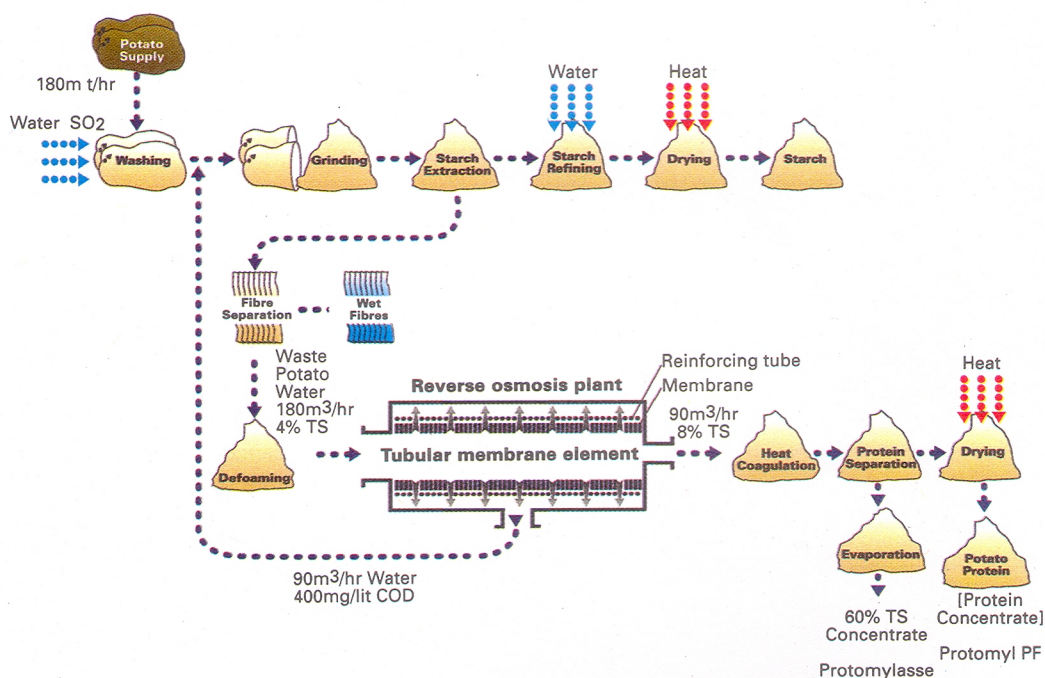 Potato
Supply
180m t/hr
Water SO2
Washing
Grinding
Starch
Extraction
Water
Starch
Refining
Heat
Drying
Starch
Fibre
Separation
Wet
Fibres
Waste
Potato
Water
180m3/hr
4% TS
Defoaming
Reverse osmosis plant
Reinforcing tube
Membrane
Tubular membrane element
90m3/hr
8% TS
90m3/hr Water
400mg/lit COD
Heat
Coagulation
Protein
Separation
Heat
Drying
Evaporation
60% TS
Concentrate
Protomylasse
Potato
Protein
[Protein
Concentrate]
Protomyl PF